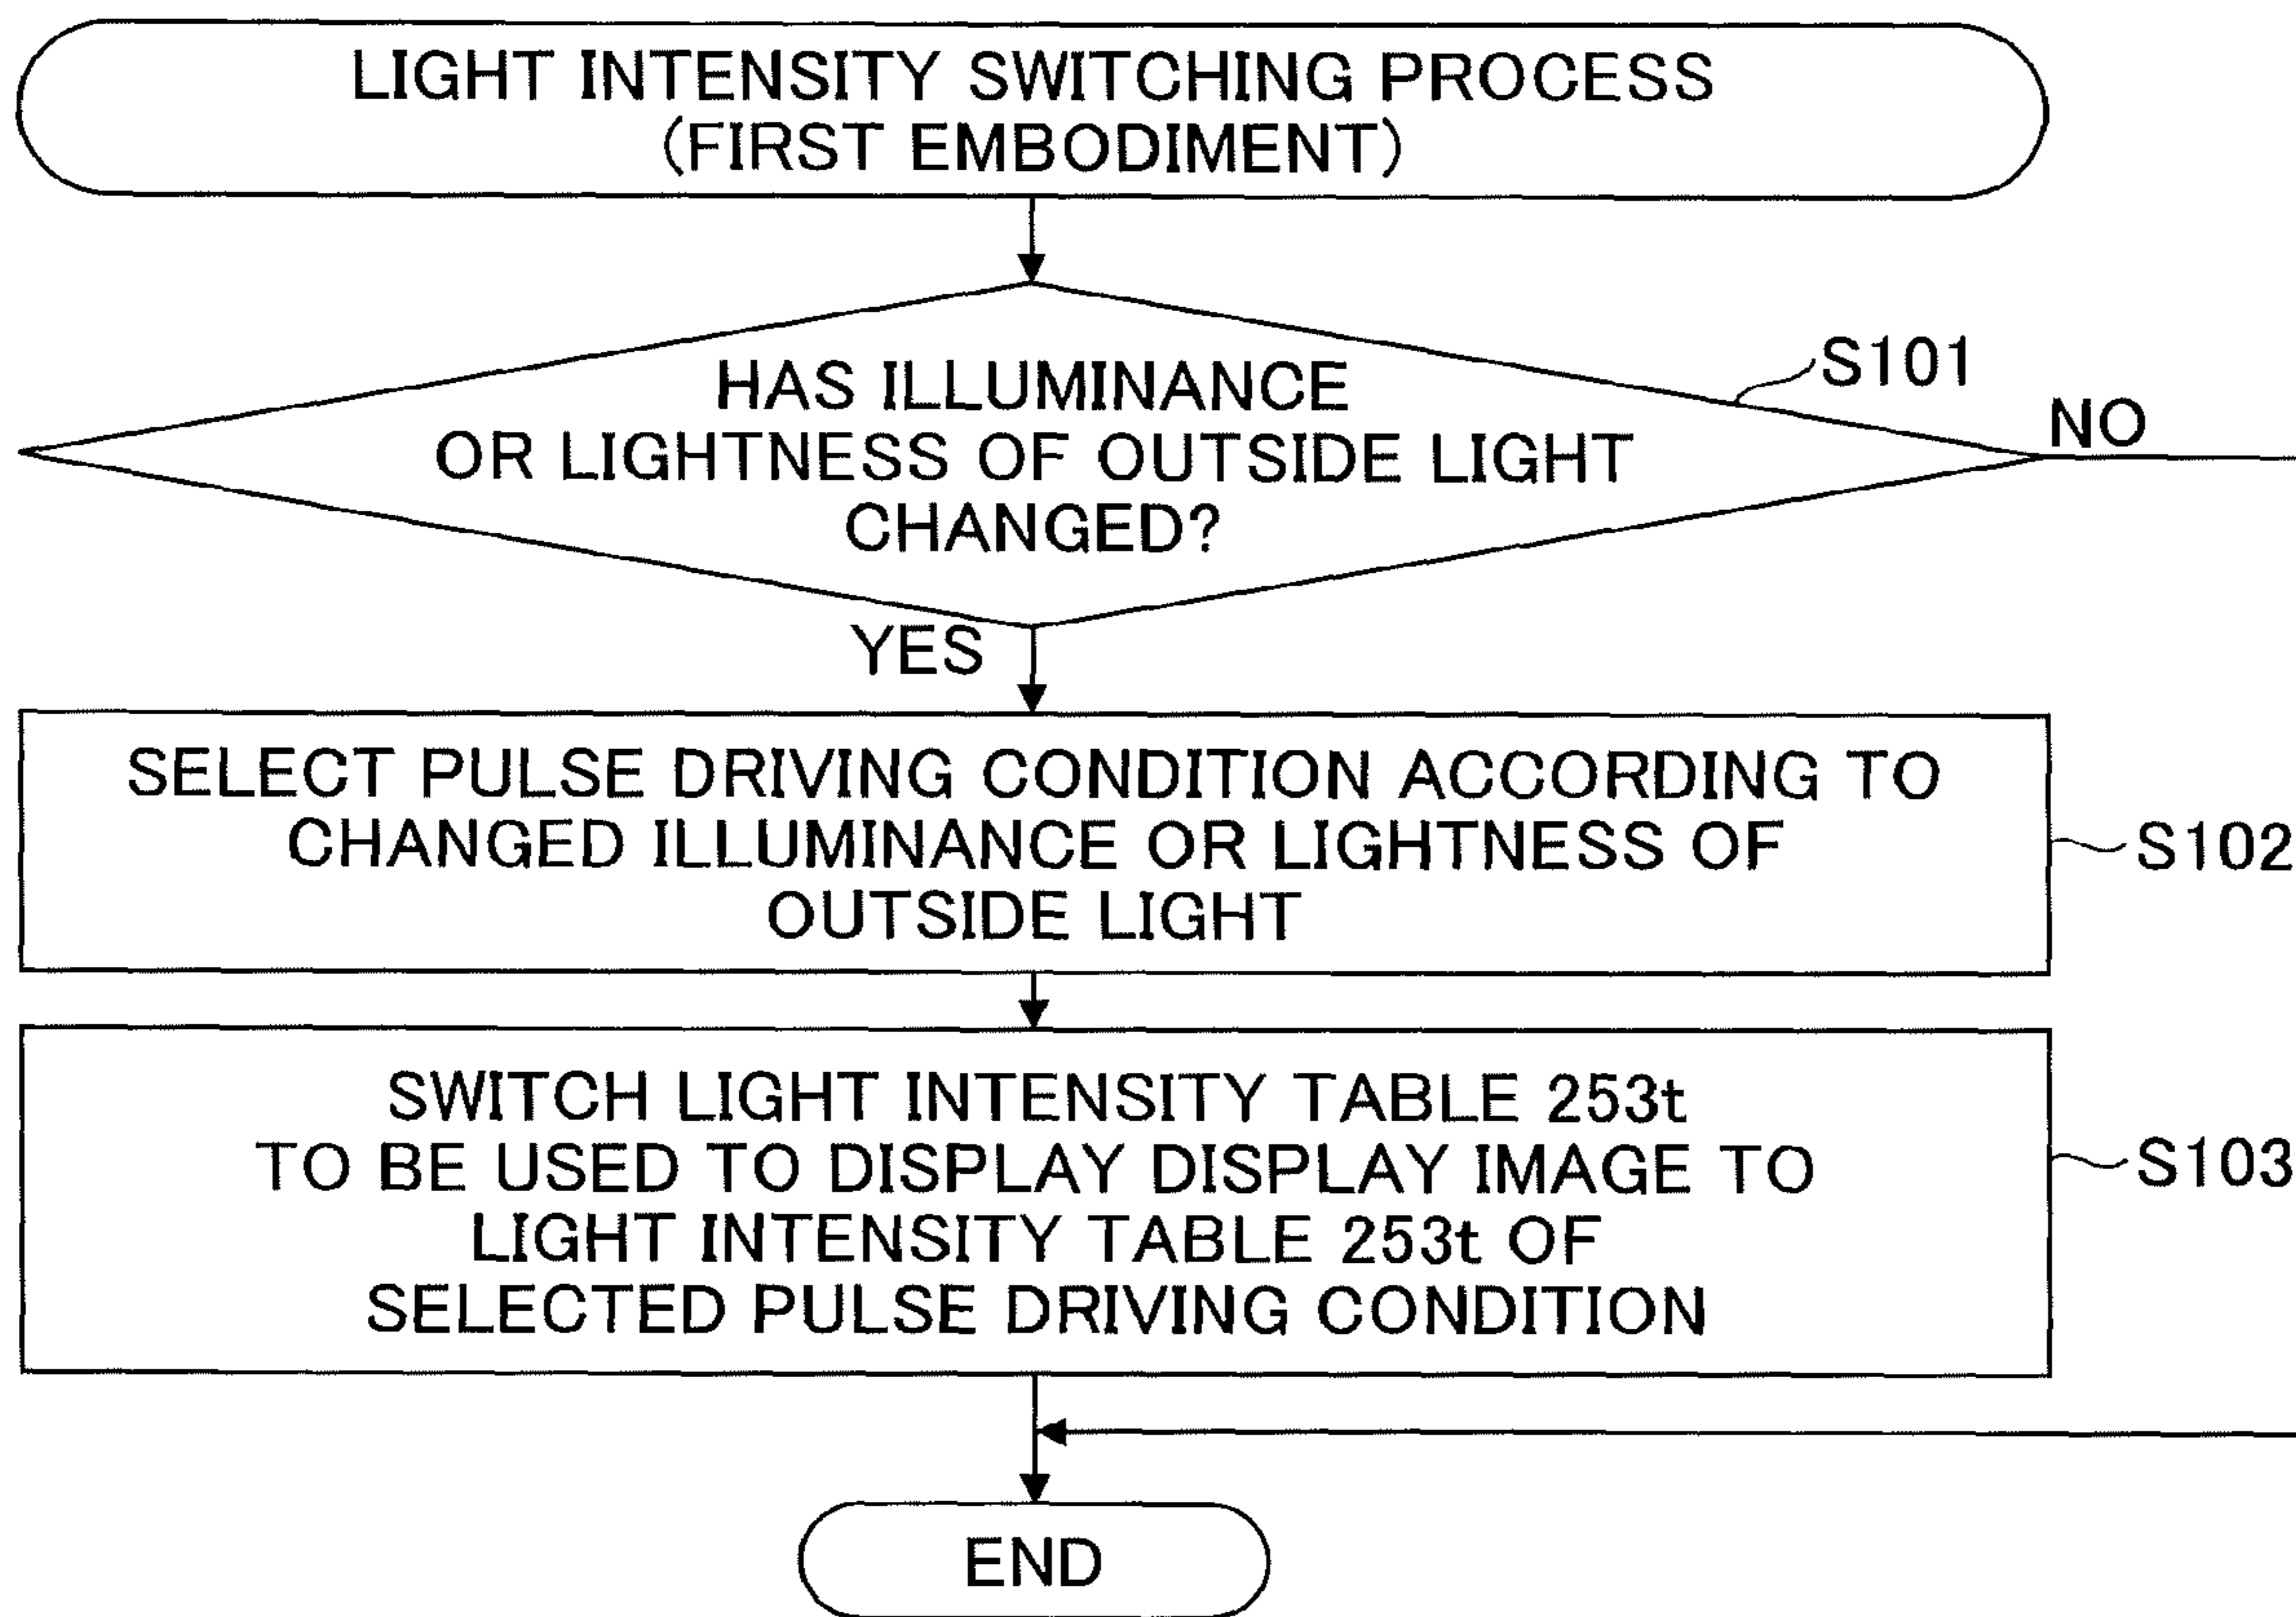 LIGHT INTENSITY SWITCHING PROCESS
(FIRST EMBODIMENT)
S101
HAS ILLUMINANCE
OR LIGHTNESS OF OUTSIDE LIGHT
CHANGED?
NO
YES
SELECT PULSE DRIVING CONDITION ACCORDING TO
CHANGED ILLUMINANCE OR LIGHTNESS OF
OUTSIDE LIGHT
S102
SWITCH LIGHT INTENSITY TABLE 253t
TO BE USED TO DISPLAY DISPLAY IMAGE TO
LIGHT INTENSITY TABLE 253t OF
SELECTED PULSE DRIVING CONDITION
S103
END